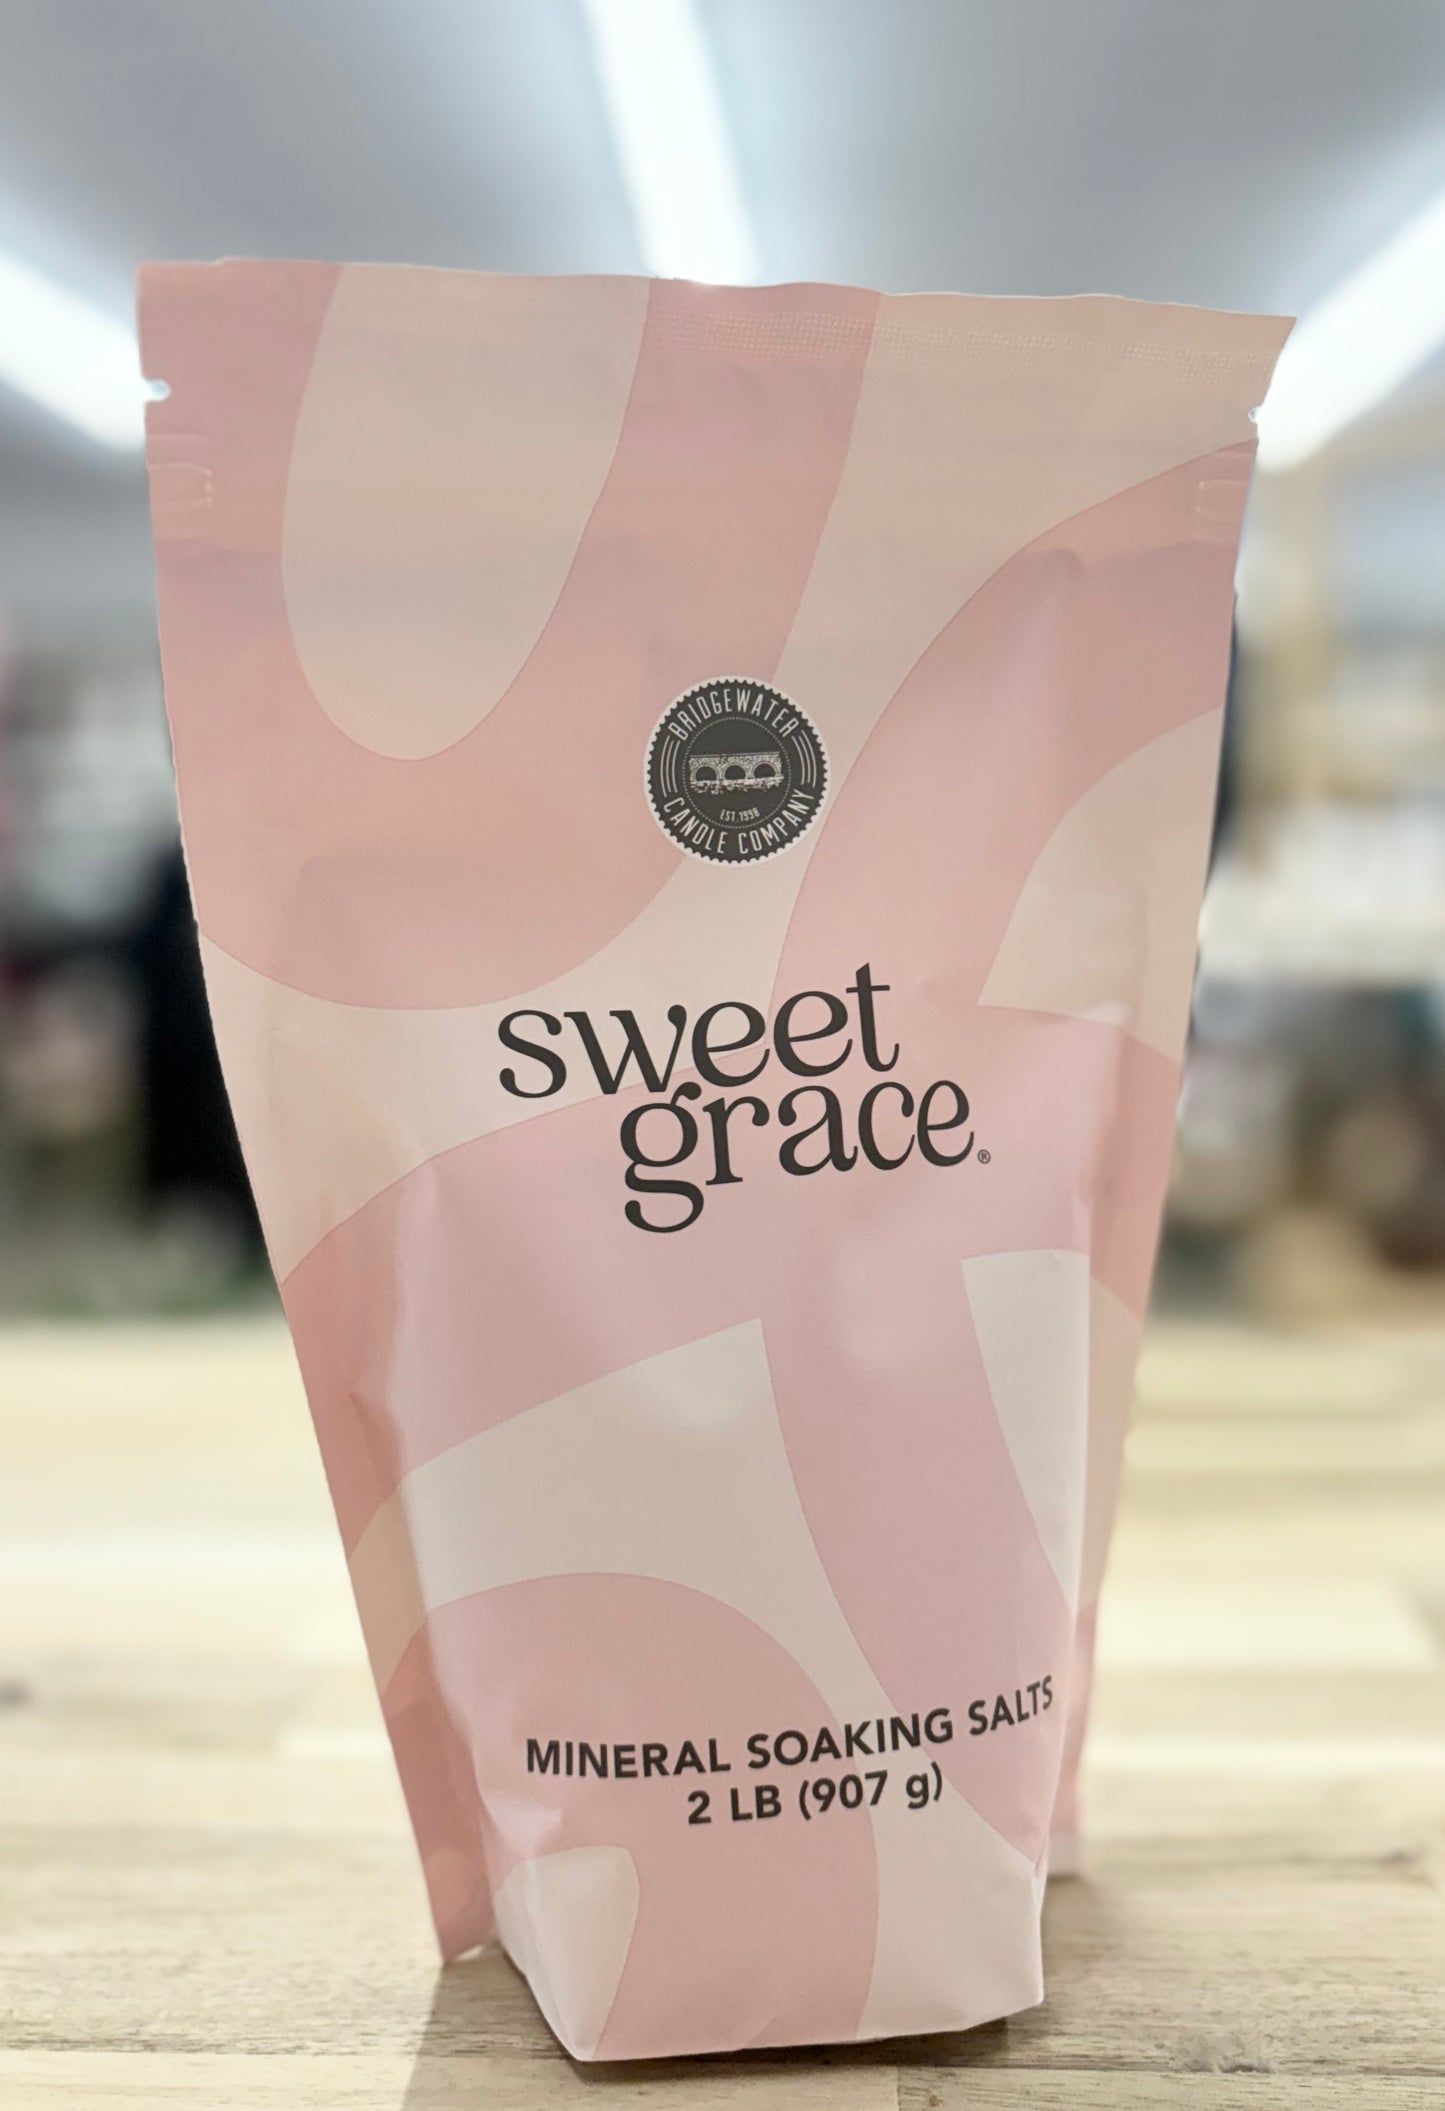 BRIDGEWATER
EST. 1998
CANDLE COMPANY
sweet
grace®
MINERAL SOAKING SALTS
2 LB (907 g)